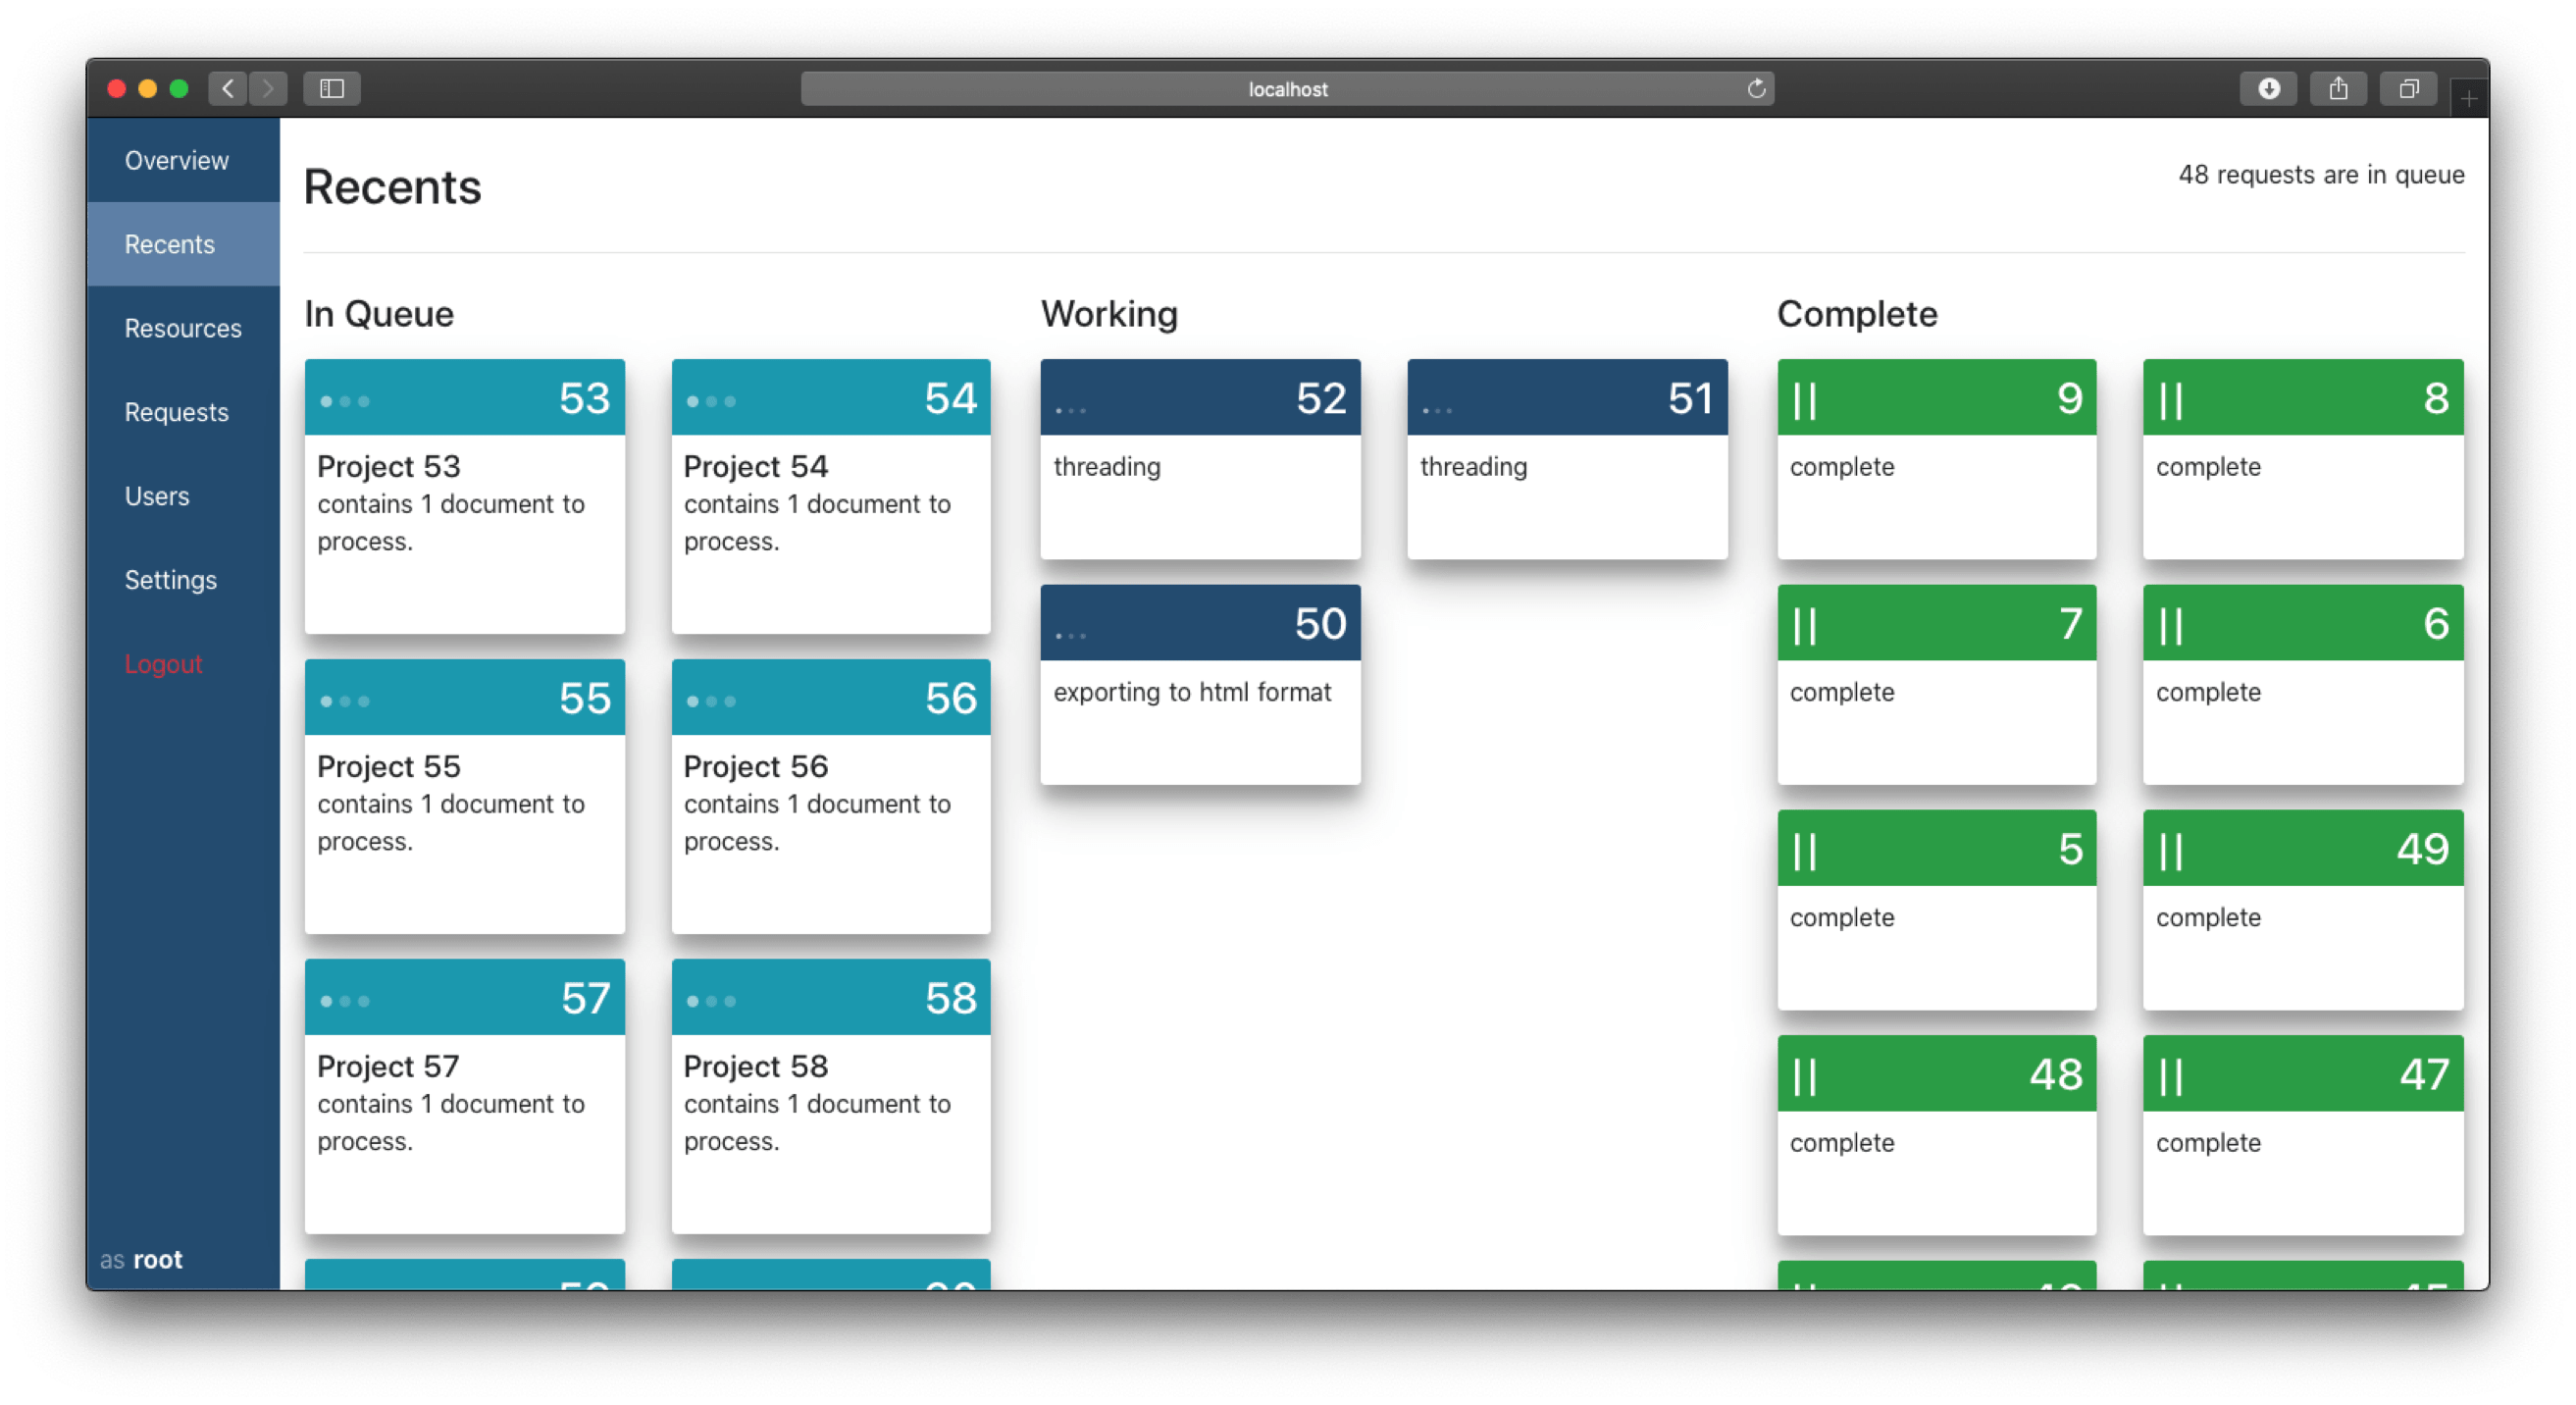 localhost
Overview
Recents
Resources
Requests
Users
Settings
Logout
as root
Recents
48 requests are in queue
In Queue
53
Project 53
contains 1 document to
process.
54
Project 54
contains 1 document to
process.
55
Project 55
contains 1 document to
process.
56
Project 56
contains 1 document to
process.
57
Project 57
contains 1 document to
process.
58
Project 58
contains 1 document to
process.
Working
52
threading
51
threading
50
exporting to html format
Complete
9
complete
8
complete
7
complete
6
complete
5
complete
49
complete
48
complete
47
complete